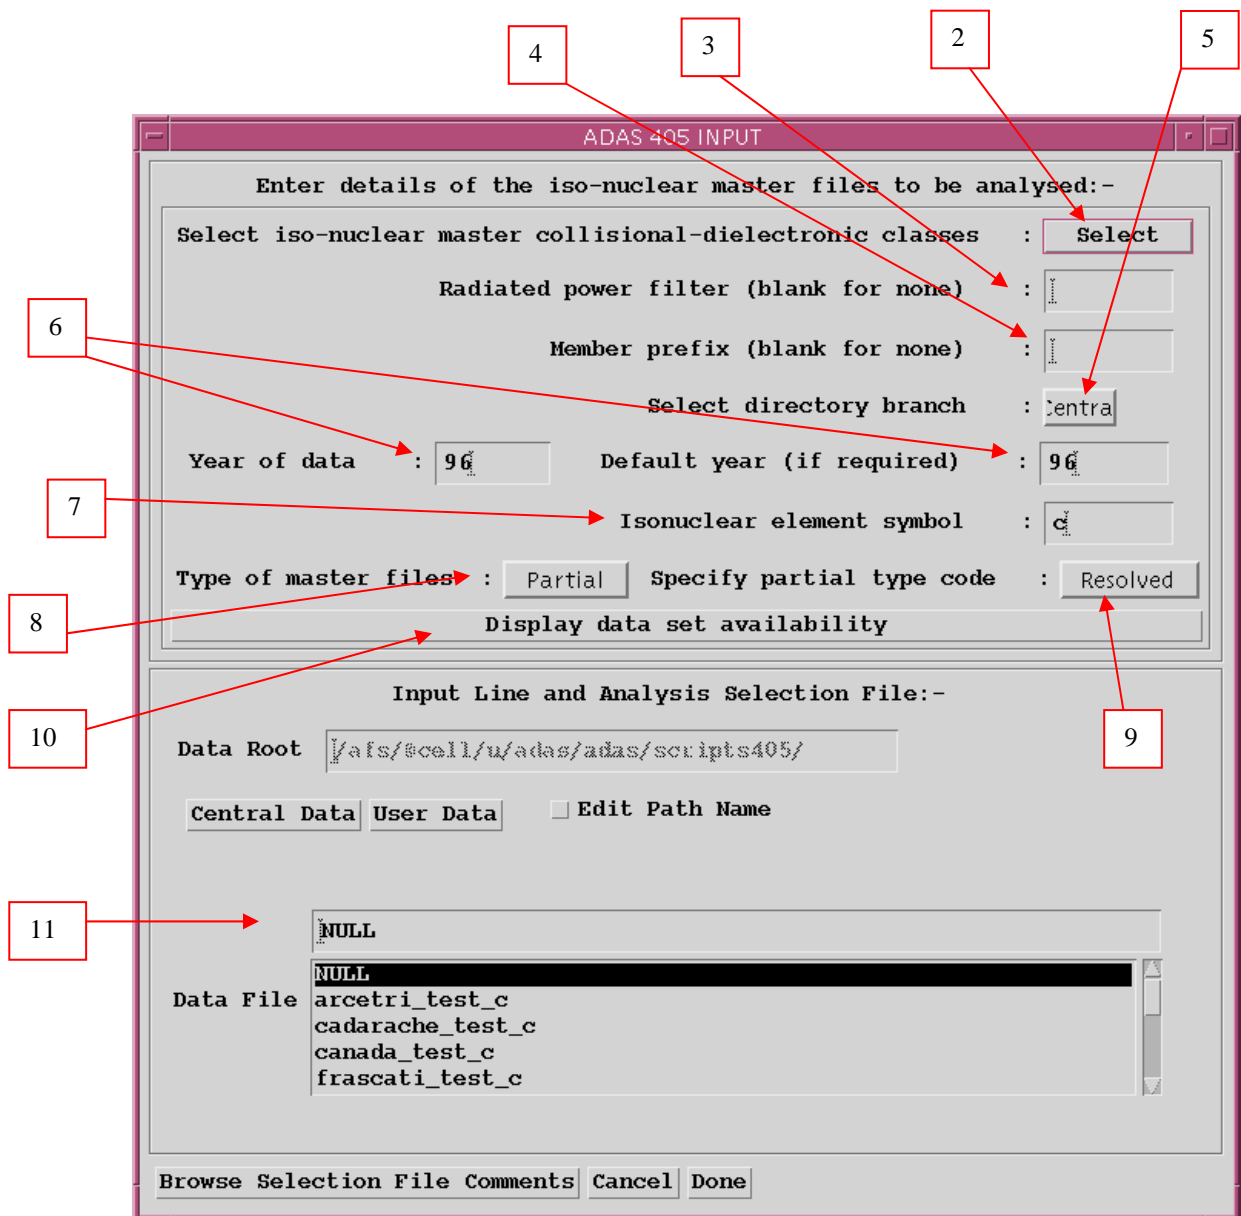 2
5
3
4
ADAS 405 INPUT
Enter details of the iso-nuclear master files to be analysed:-
Select iso-nuclear master collisional-dielectronic classes : Select
Radiated power filter (blank for none) :
6
Member prefix (blank for none) :
Select directory branch : Centra
Year of data : 96 Default year (if required) : 96
7
Isonuclear element symbol : c
Type of master files : Partial Specify partial type code : Resolved
8
Display data set availability
Input Line and Analysis Selection File:-
10
9
Data Root /afs/@cell/u/adas/adas/scripts405/
Central Data User Data Edit Path Name
11
NULL
NULL
Data File arcetri_test_c
cadarache_test_c
canada_test_c
frascati_test_c
Browse Selection File Comments Cancel Done